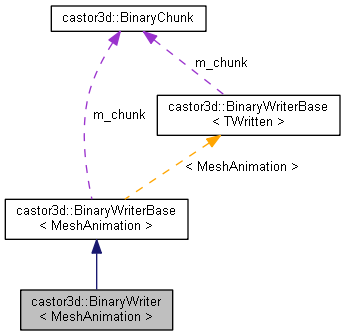 castor3d::BinaryChunk
m_chunk
m_chunk
castor3d::BinaryWriterBase
< TWritten >
< MeshAnimation >
castor3d::BinaryWriterBase
< MeshAnimation >
castor3d::BinaryWriter
< MeshAnimation >